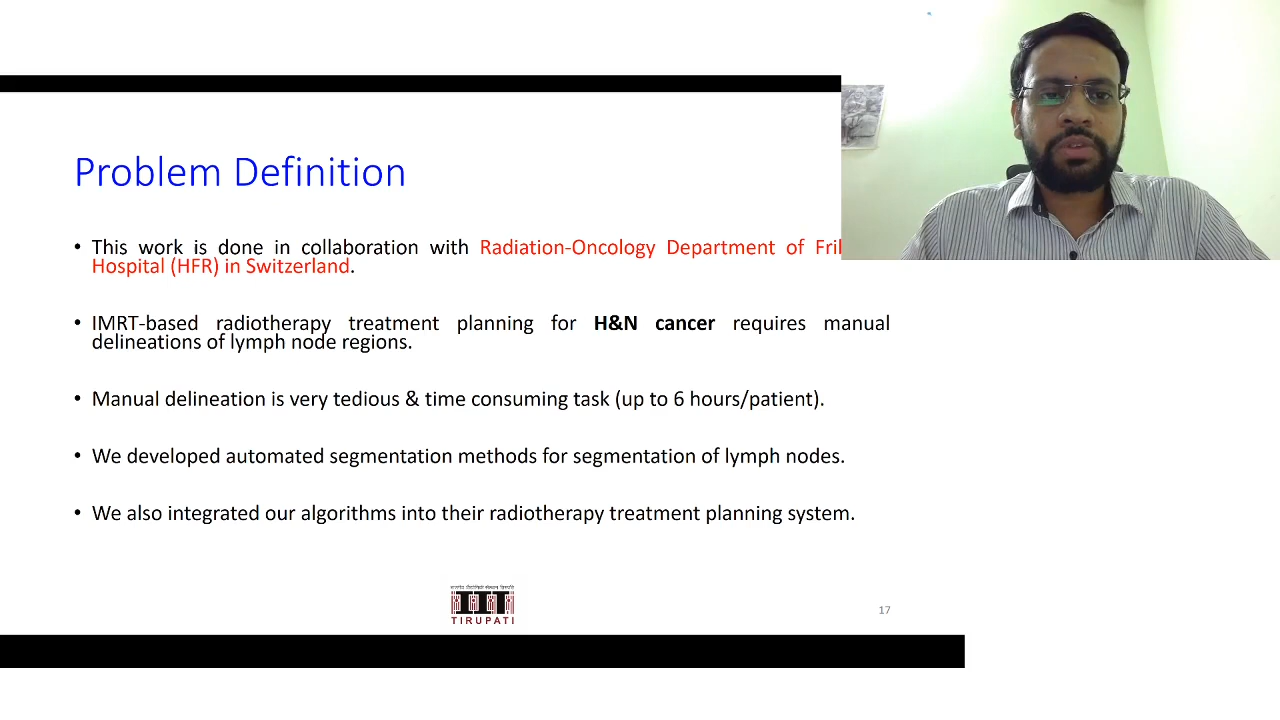 Problem Definition
• This work is done in collaboration with Radiation-Oncology Department of
Hospital (HFR) in Switzerland.
• IMRT-based radiotherapy treatment planning for H&N cancer requires manual
delineations of lymph node regions.
• Manual delineation is very tedious & time consuming task (up to 6 hours/patient).
• We developed automated segmentation methods for segmentation of lymph nodes.
• We also integrated our algorithms into their radiotherapy treatment planning system.
TIRUPATI
17